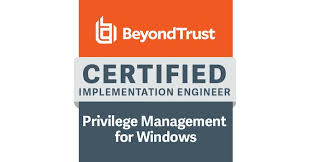 BeyondTrust
CERTIFIED
IMPLEMENTATION ENGINEER
Privilege Management
for Windows